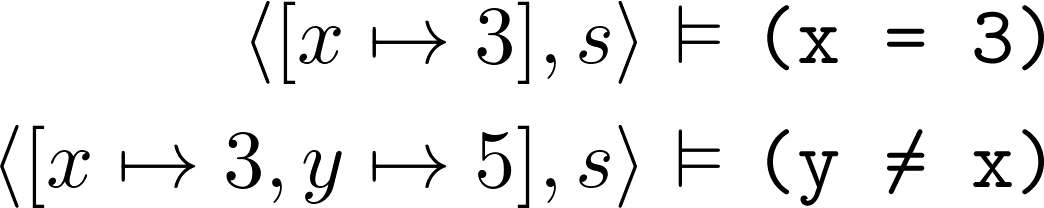 ⟨[x ↦ 3], s⟩ ⊨ (x = 3)
⟨[x ↦ 3, y ↦ 5], s⟩ ⊨ (y ≠ x)